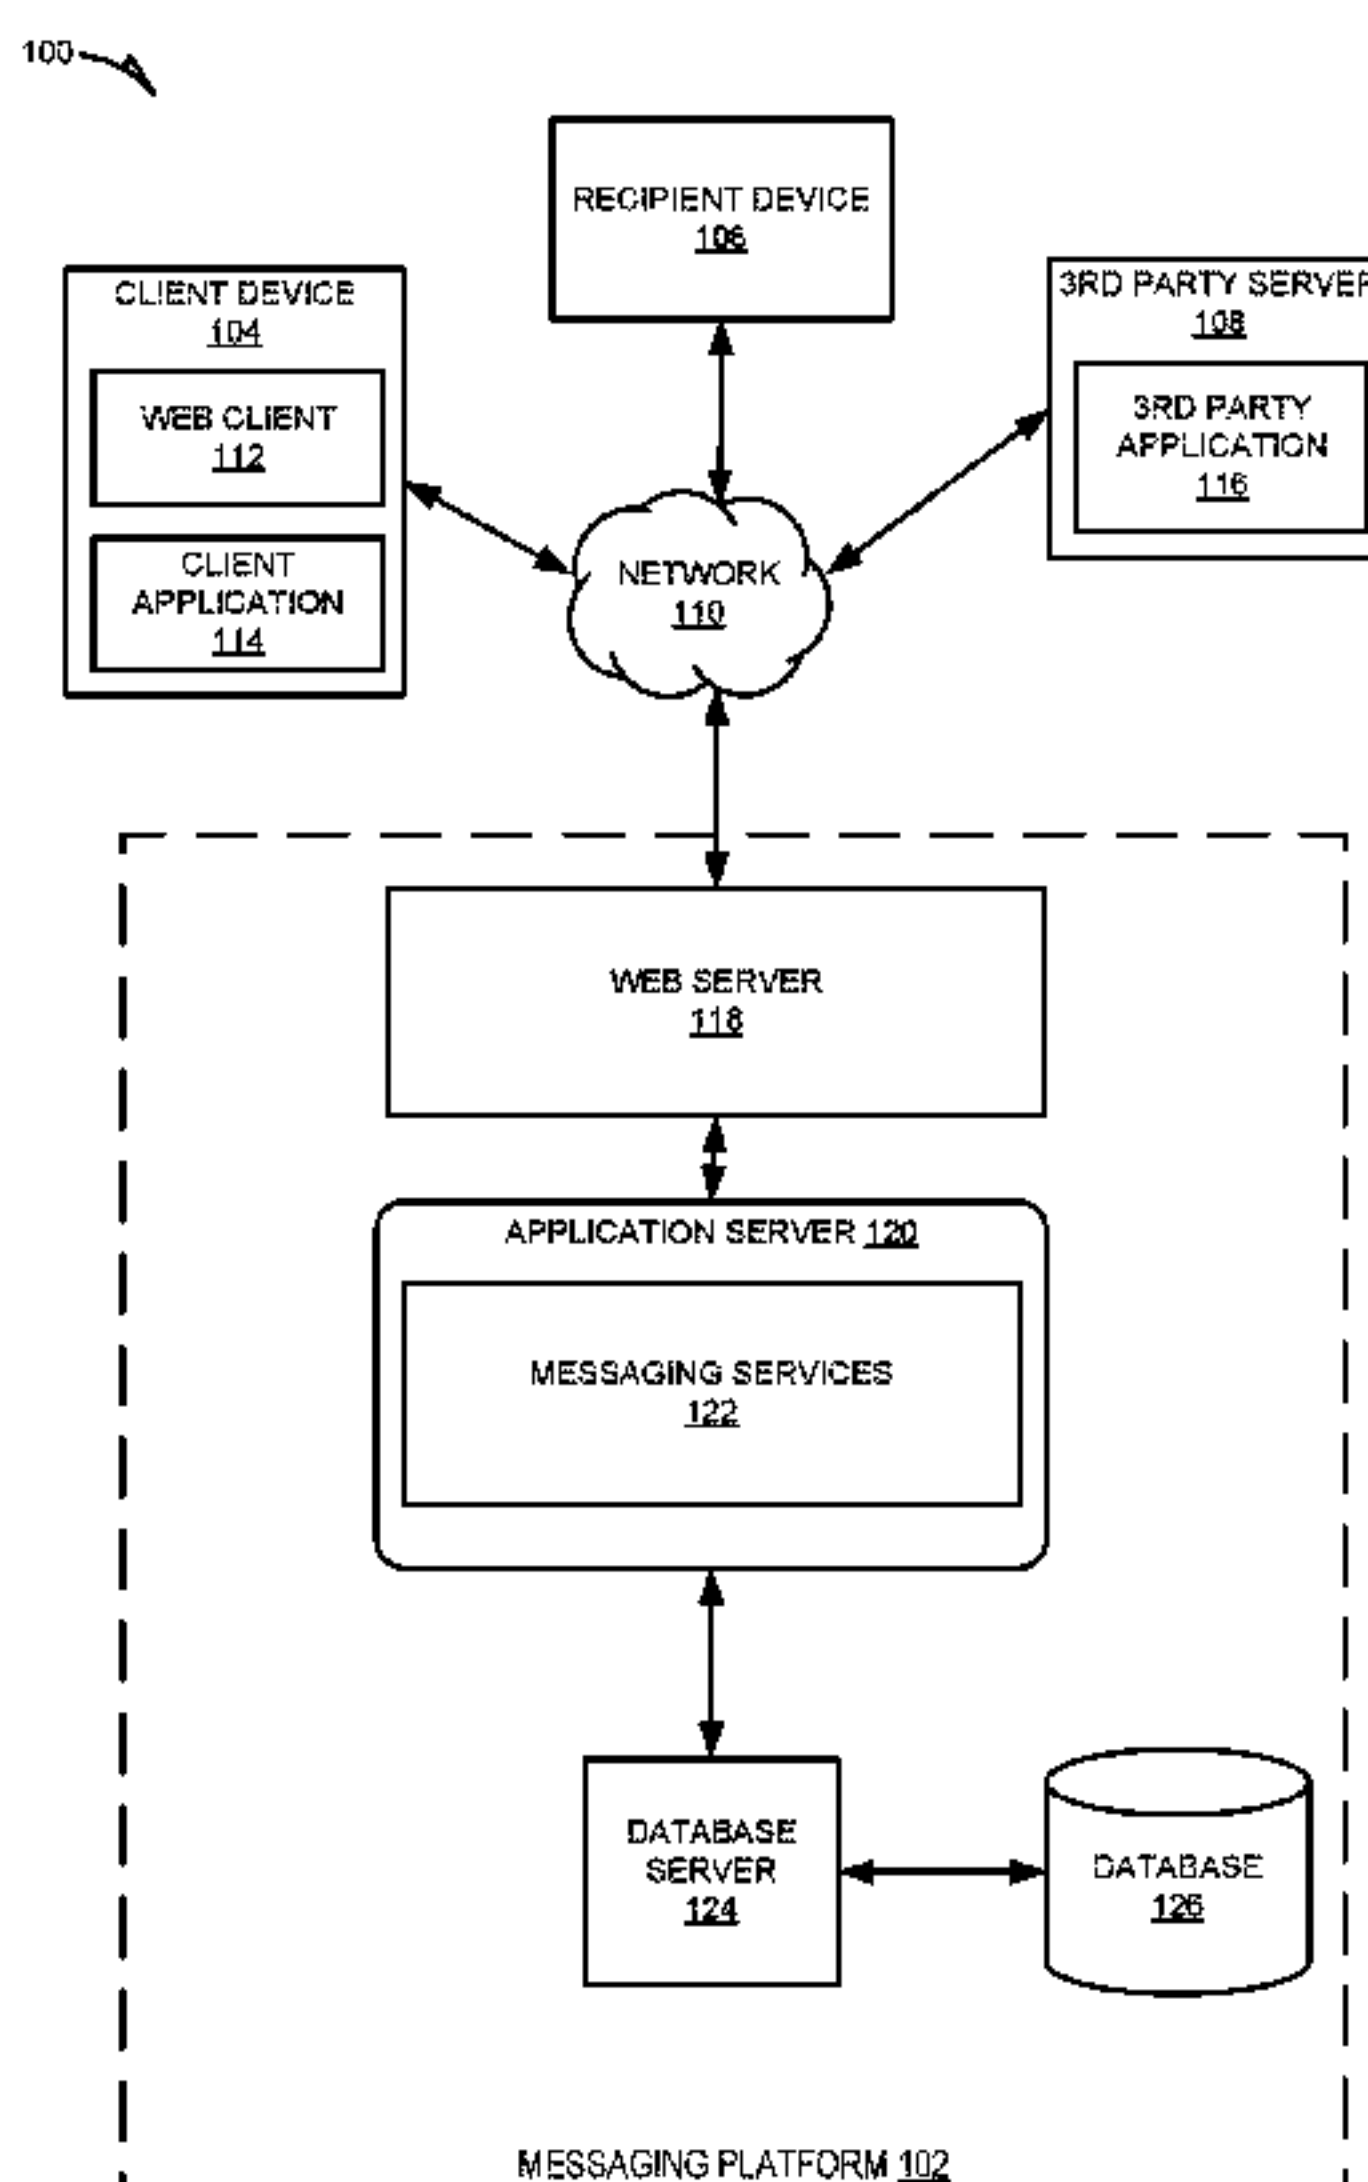 100
RECIPIENT DEVICE
106
CLIENT DEVICE
104
WEB CLIENT
112
CLIENT
APPLICATION
114
3RD PARTY SERVER
108
3RD PARTY
APPLICATION
116
NETWORK
110
WEB SERVER
118
APPLICATION SERVER 120
MESSAGING SERVICES
122
DATABASE
SERVER
124
DATABASE
126
MESSAGING PLATFORM 102